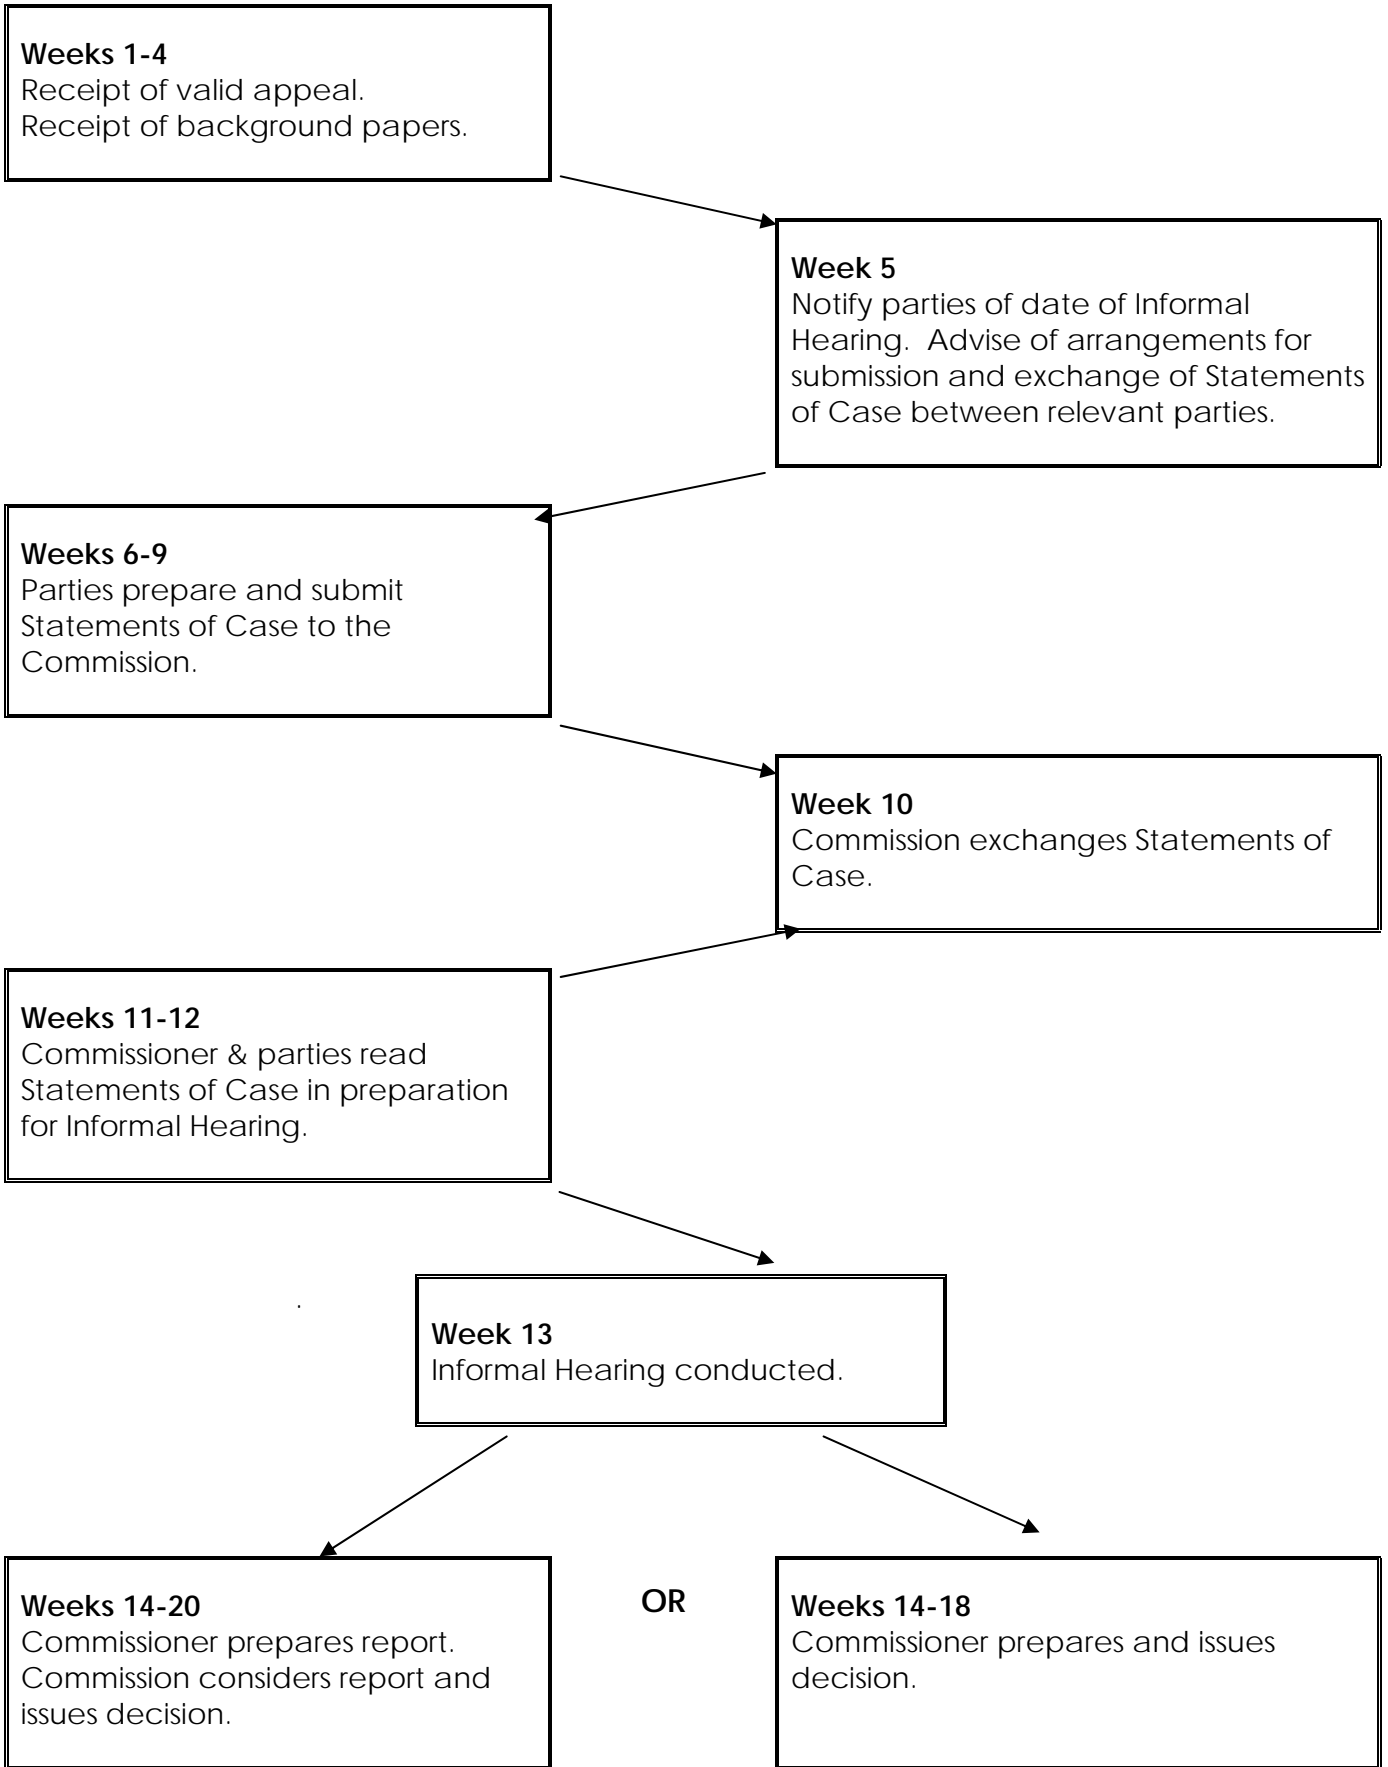 Weeks 1-4
Receipt of valid appeal.
Receipt of background papers.
Week 5
Notify parties of date of Informal
Hearing.  Advise of arrangements for
submission and exchange of Statements
of Case between relevant parties.
Weeks 6-9
Parties prepare and submit
Statements of Case to the
Commission.
Week 10
Commission exchanges Statements of
Case.
Weeks 11-12
Commissioner & parties read
Statements of Case in preparation
for Informal Hearing.
.
Week 13
Informal Hearing conducted.
Weeks 14-20
Commissioner prepares report.
Commission considers report and
issues decision.
OR
Weeks 14-18
Commissioner prepares and issues
decision.